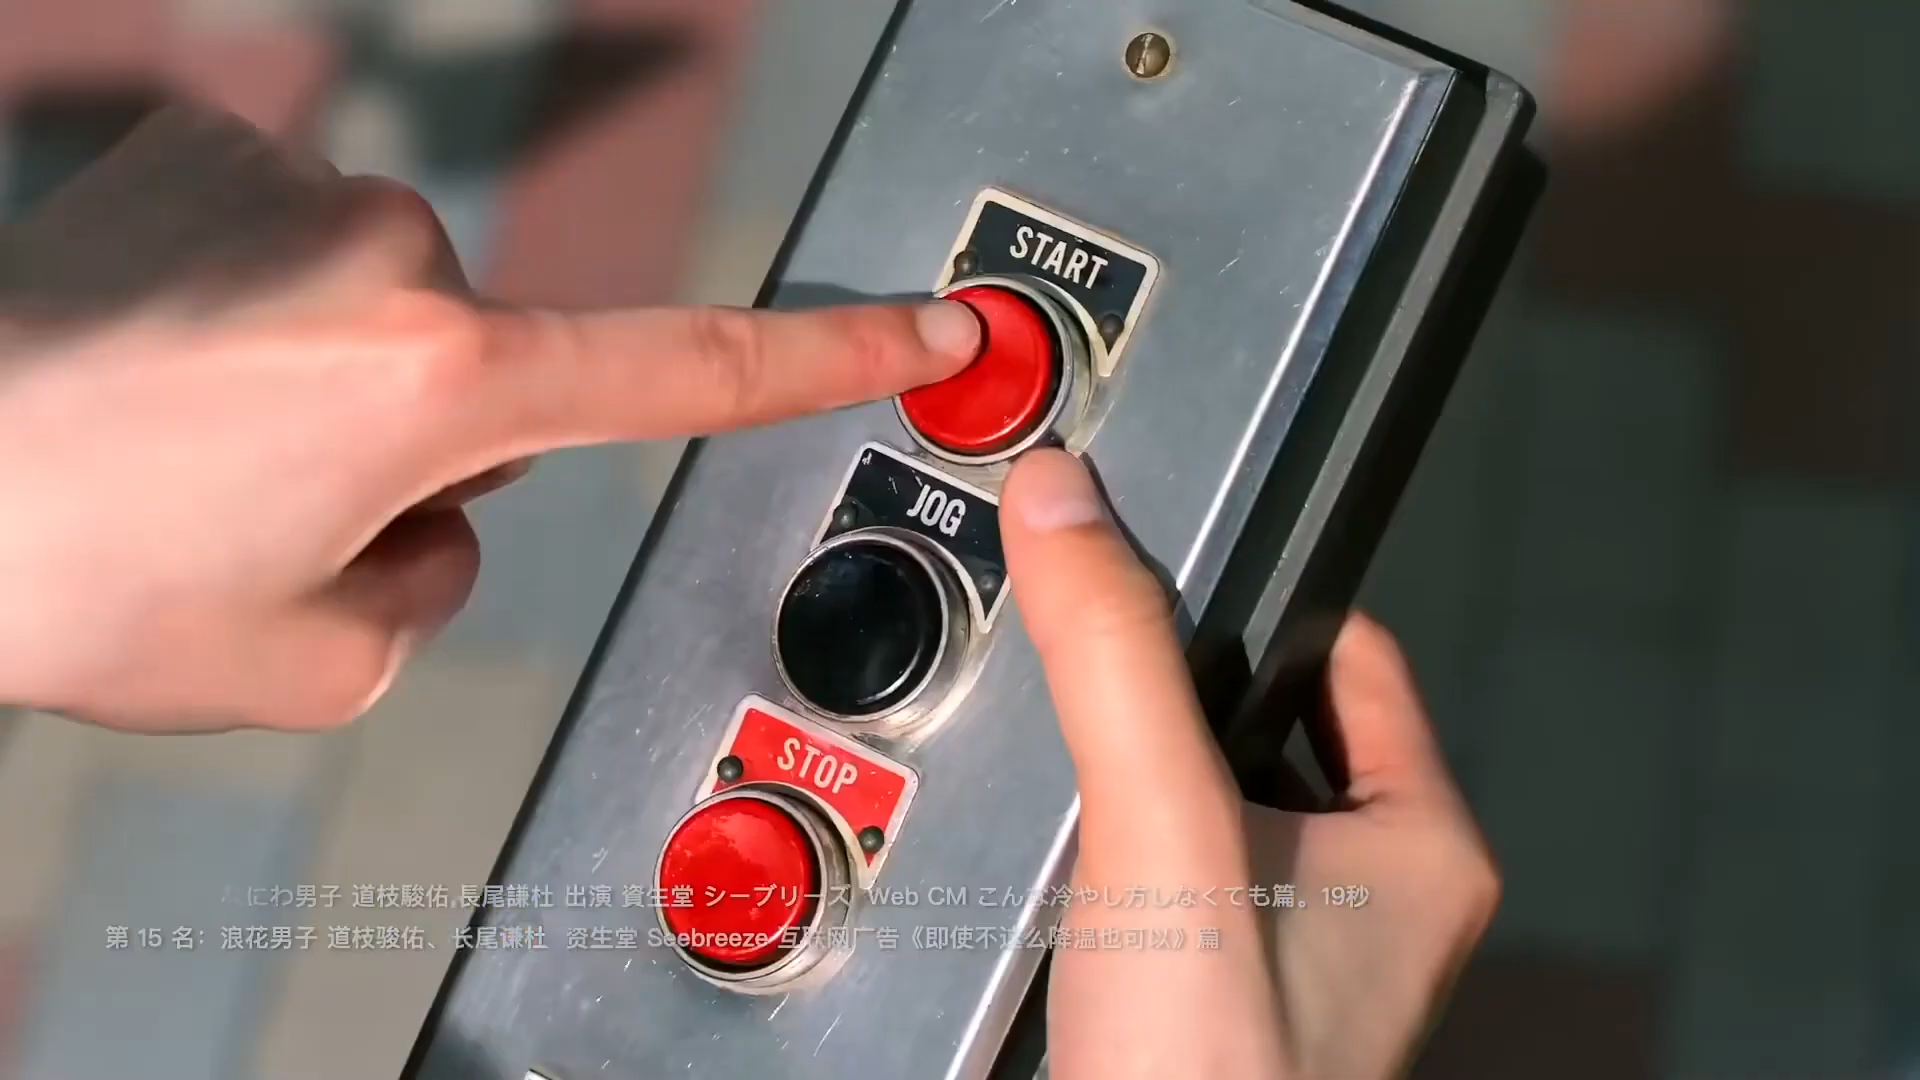 START
JOG
STOP
なにわ男子 道枝駿佑,長尾謙杜 出演 資生堂 シーブリーズ Web CM こんな冷やし方しなくても篇。19秒
第 15 名：浪花男子 道枝骏佑、长尾谦杜 资生堂 Seebreeze 互联网广告《即使不这么降温也可以》篇